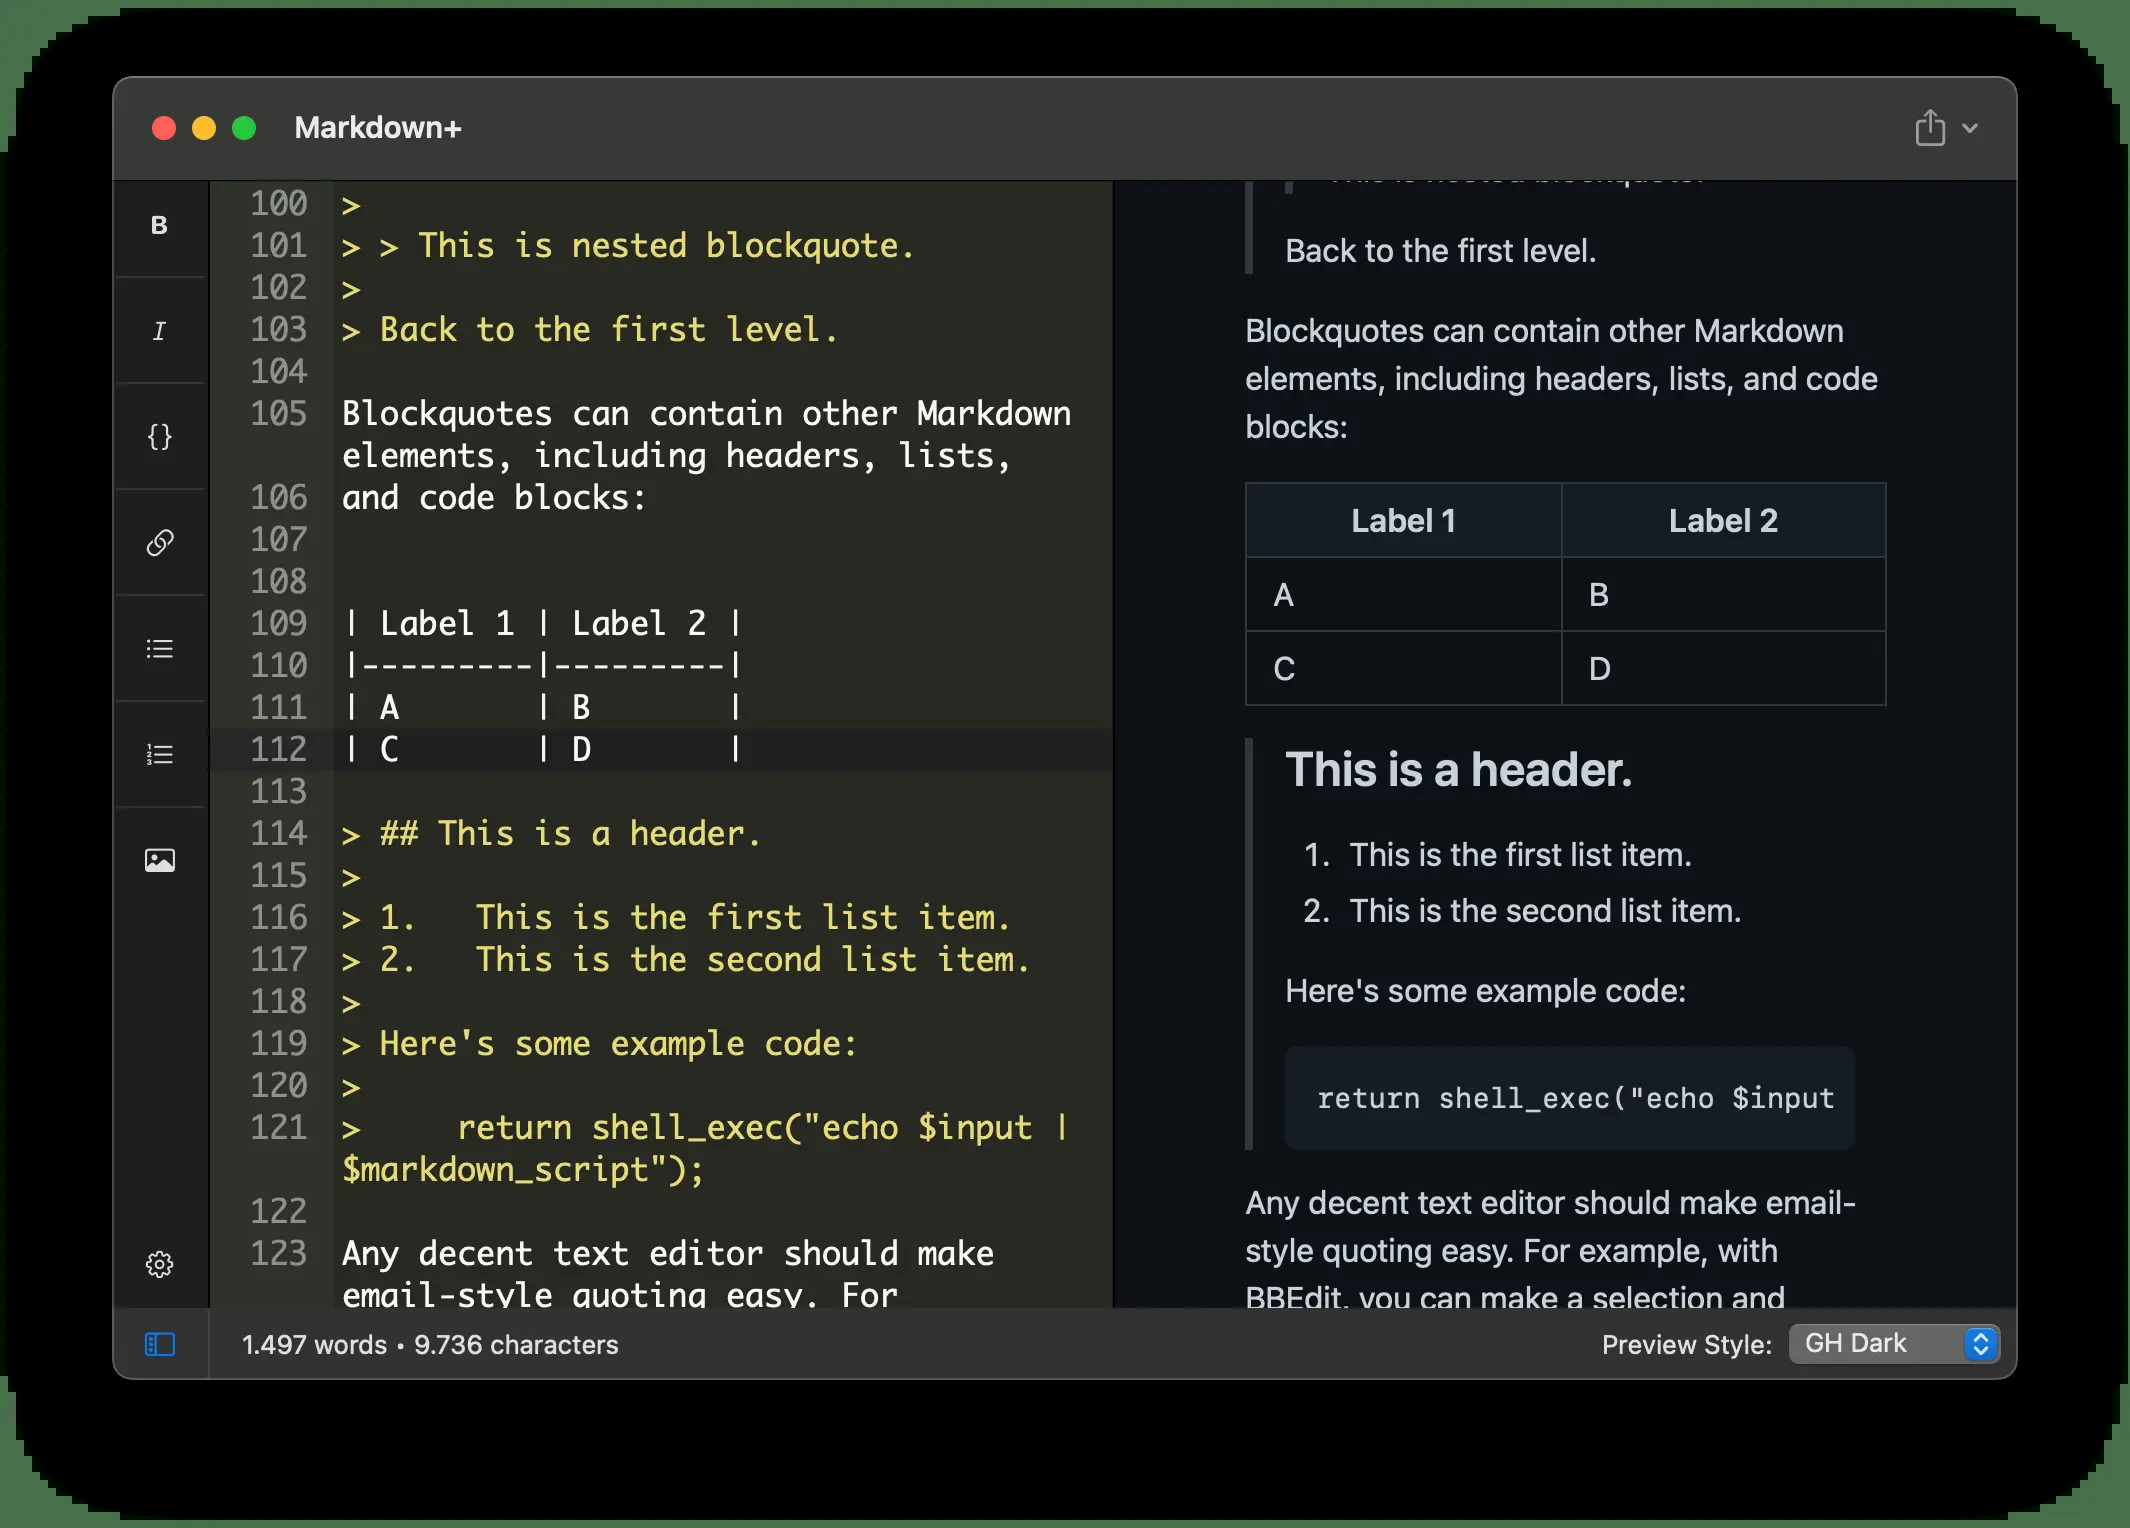 Markdown+
B
I
{}
100 >
101 > > This is nested blockquote.
102 >
103 > Back to the first level.
104
105 Blockquotes can contain other Markdown
elements, including headers, lists,
106 and code blocks:
107
108
109 | Label 1 | Label 2 |
110 |---------|---------|
111 | A       | B       |
112 | C       | D       |
113
114 > ## This is a header.
115 >
116 > 1.   This is the first list item.
117 > 2.   This is the second list item.
118 >
119 > Here's some example code:
120 >
121 >     return shell_exec("echo $input |
$markdown_script");
122
123 Any decent text editor should make
email-style quoting easy. For
This is nested blockquote.
Back to the first level.
Blockquotes can contain other Markdown
elements, including headers, lists, and code
blocks:
Label 1 Label 2
A B
C D
This is a header.
1. This is the first list item.
2. This is the second list item.
Here's some example code:
return shell_exec("echo $input
Any decent text editor should make email-
style quoting easy. For example, with
BBEdit, you can make a selection and
1.497 words • 9.736 characters
Preview Style: GH Dark